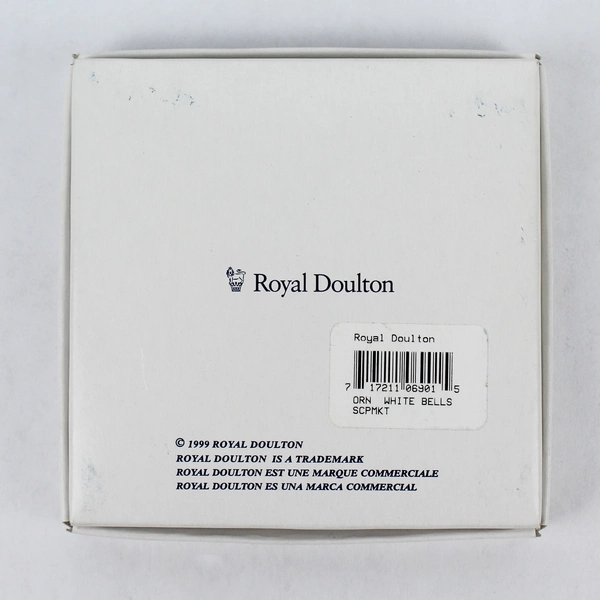 Royal Doulton
Royal Doulton
7 17211 06901 5
ORN WHITE BELLS
SCPMKT
© 1999 ROYAL DOULTON
ROYAL DOULTON IS A TRADEMARK
ROYAL DOULTON EST UNE MARQUE COMMERCIALE
ROYAL DOULTON ES UNA MARCA COMMERCIAL